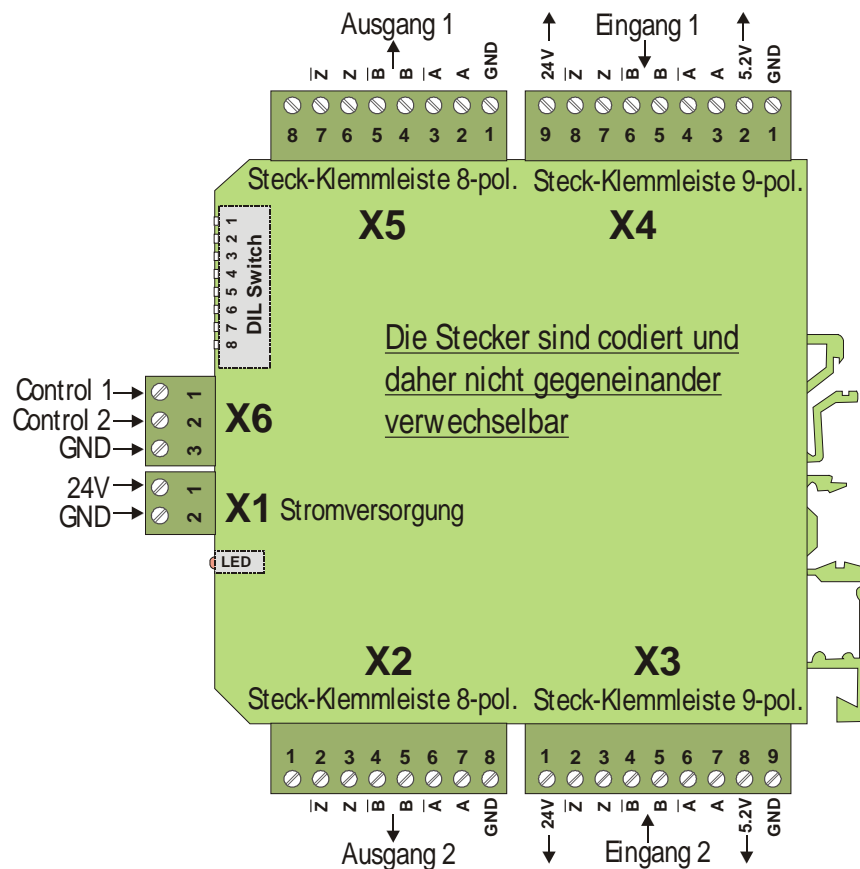 Ausgang 1 Eingang 1
Z̅ Z B̅ B A̅ A GND 24V Z̅ Z B̅ B A̅ A 5.2V GND
8 7 6 5 4 3 2 1 9 8 7 6 5 4 3 2 1
Steck-Klemmleiste 8-pol. Steck-Klemmleiste 9-pol.
X5 X4
1 2 3 4 5 6 7 8
DIL Switch
Die Stecker sind codiert und
daher nicht gegeneinander
verwechselbar
Control 1 1
Control 2 2 X6
GND 3
24V 1
GND 2 X1 Stromversorgung
LED
X2 X3
Steck-Klemmleiste 8-pol. Steck-Klemmleiste 9-pol.
1 2 3 4 5 6 7 8 1 2 3 4 5 6 7 8 9
Z̅ Z B̅ B A̅ A GND 24V Z̅ Z B̅ B A̅ A 5.2V GND
Ausgang 2 Eingang 2